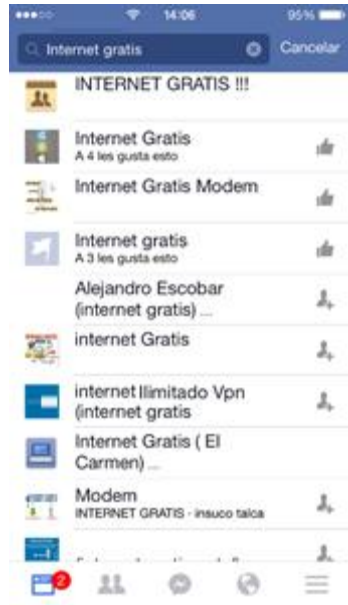 14:06
95%
Internet gratis
Cancelar
INTERNET GRATIS !!!
Internet Gratis
A 4 les gusta esto
Internet Gratis Modem
Internet gratis
A 3 les gusta esto
Alejandro Escobar
(internet gratis) ...
internet Gratis
internet Ilimitado Vpn
(internet gratis
Internet Gratis ( El
Carmen) ...
Modem
INTERNET GRATIS - insuco talca
2